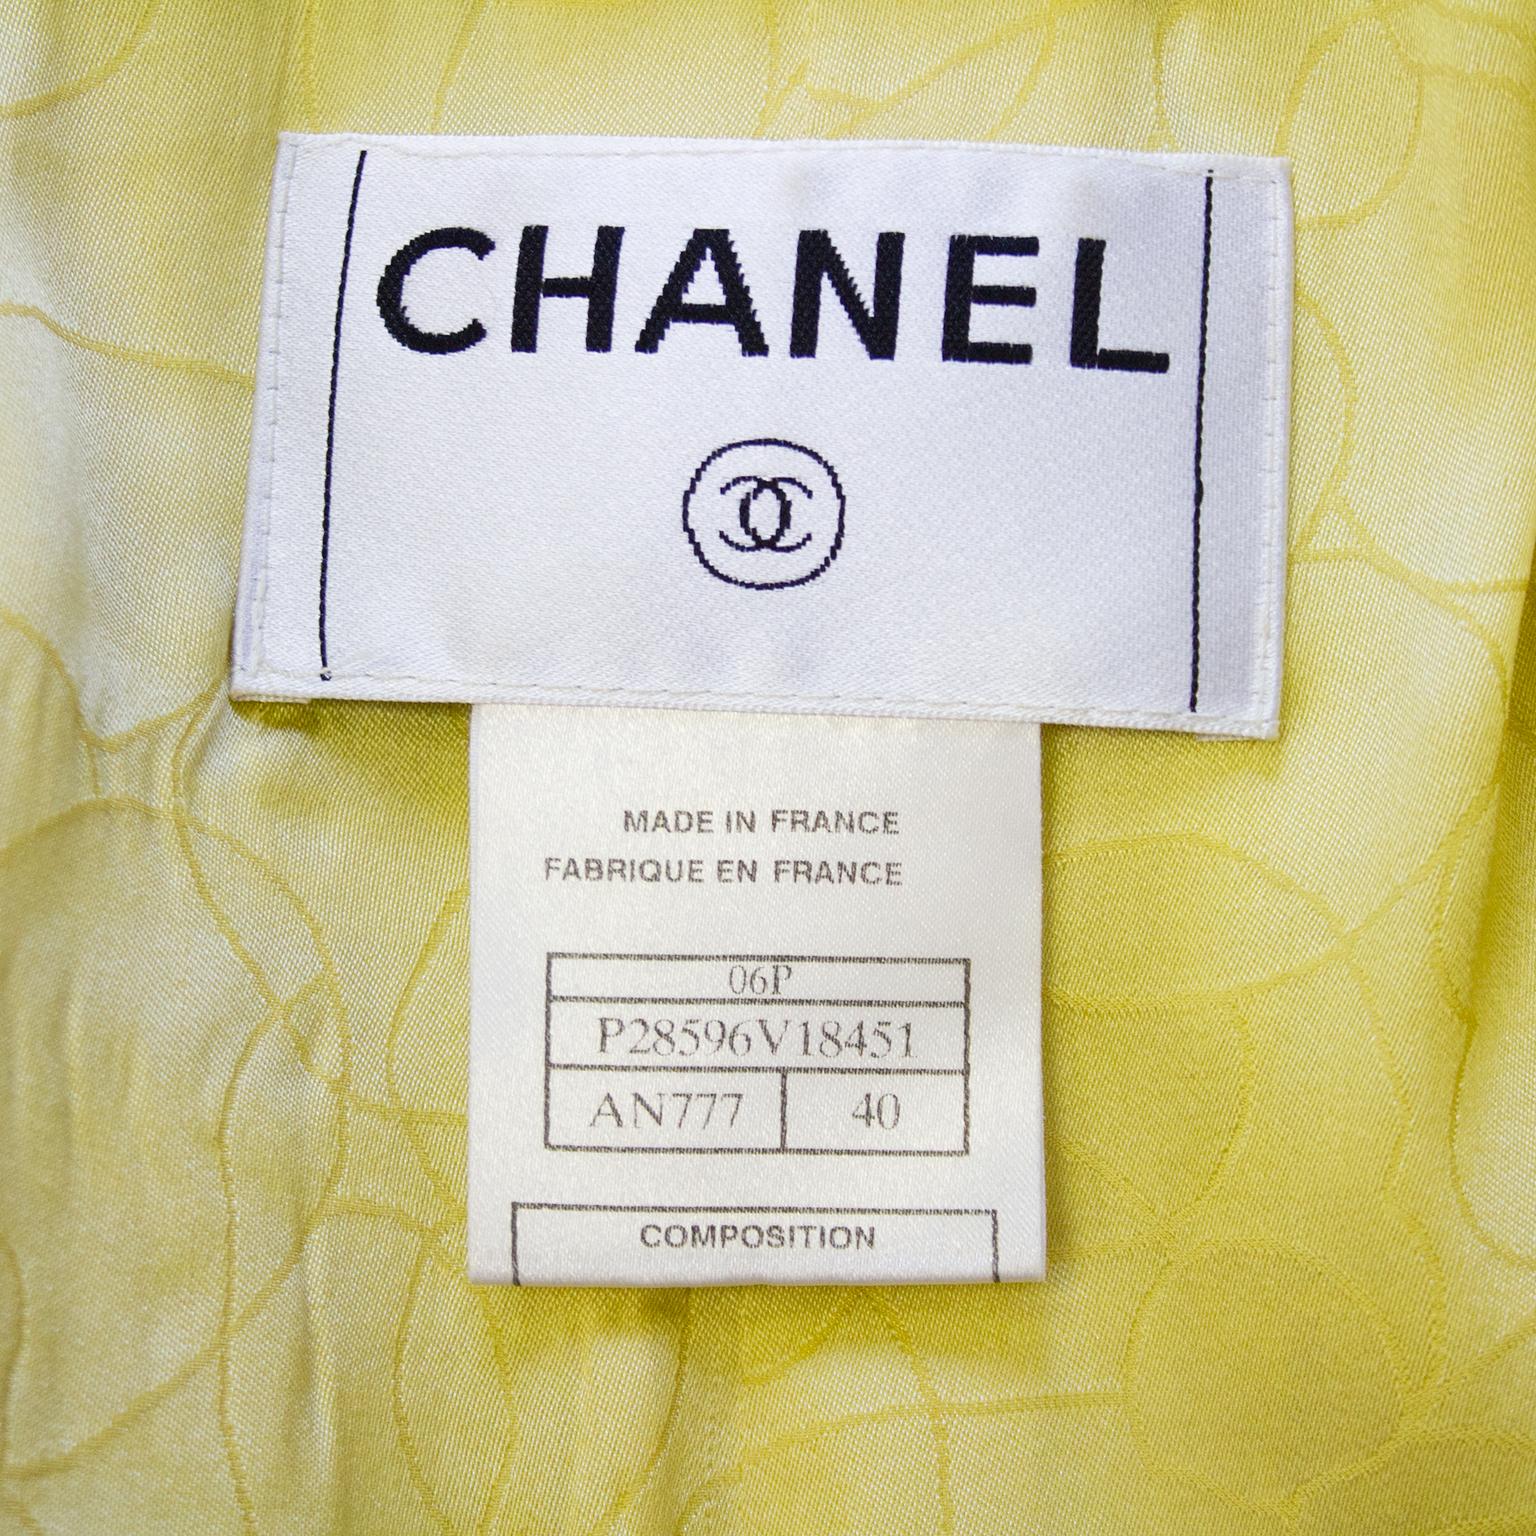 CHANEL
MADE IN FRANCE
FABRIQUE EN FRANCE
06P
P28596V18451
AN777 40
COMPOSITION